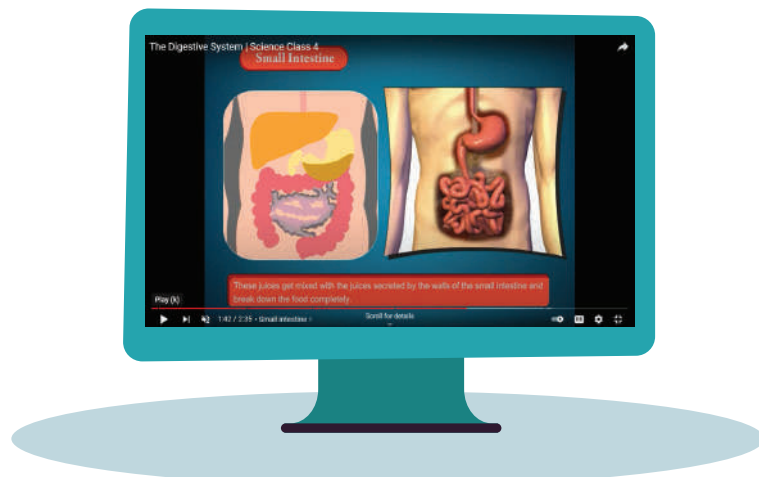 The Digestive System | Science Class 4
Small Intestine
These juices get mixed with the juices secreted by the walls of the small intestine and
break down the food completely.
Play (k)
1:42 / 2:35 • Small intestine
Scroll for details